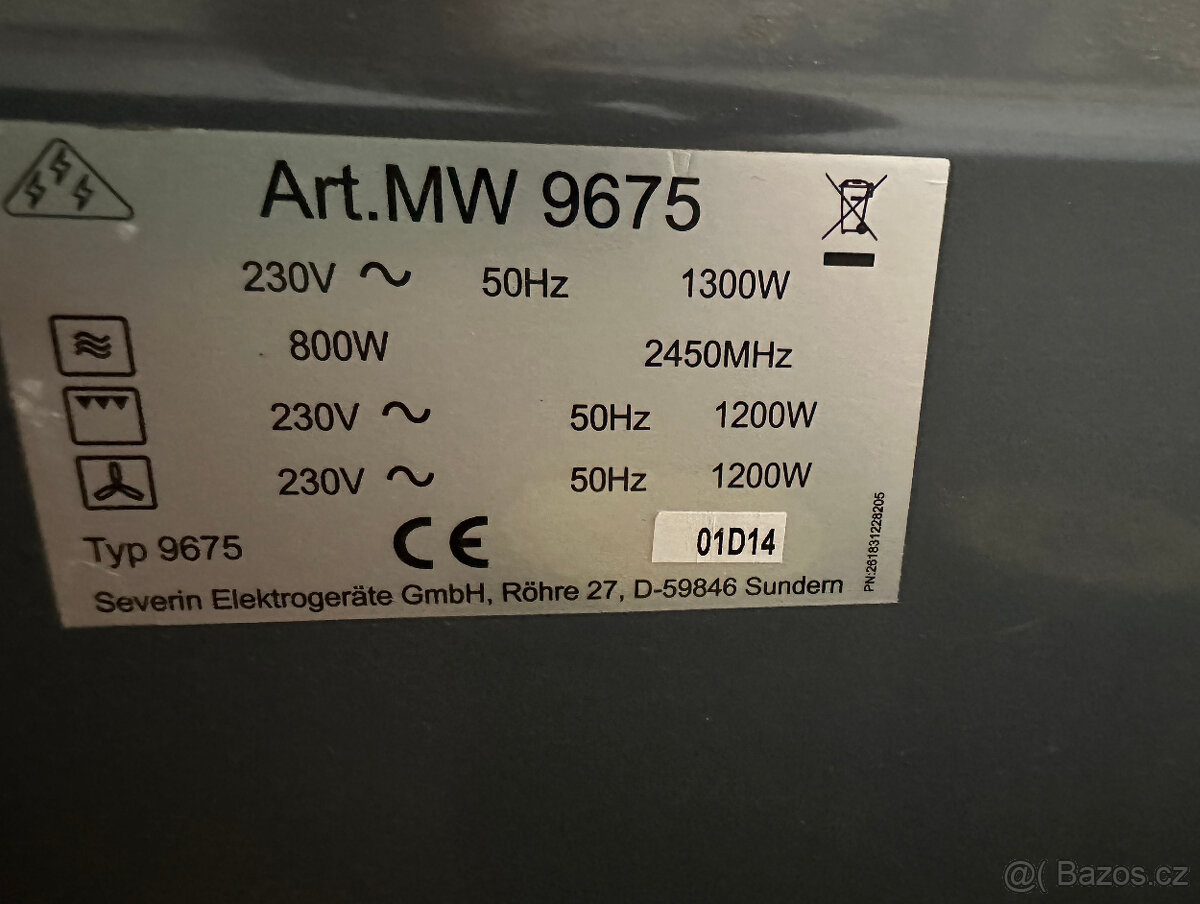 Art.MW 9675
230V ~ 50Hz 1300W
800W 2450MHz
230V ~ 50Hz 1200W
230V ~ 50Hz 1200W
Typ 9675 CE 01D14
Severin Elektrogeräte GmbH, Röhre 27, D-59846 Sundern
PN:261831228205
@( Bazos.cz